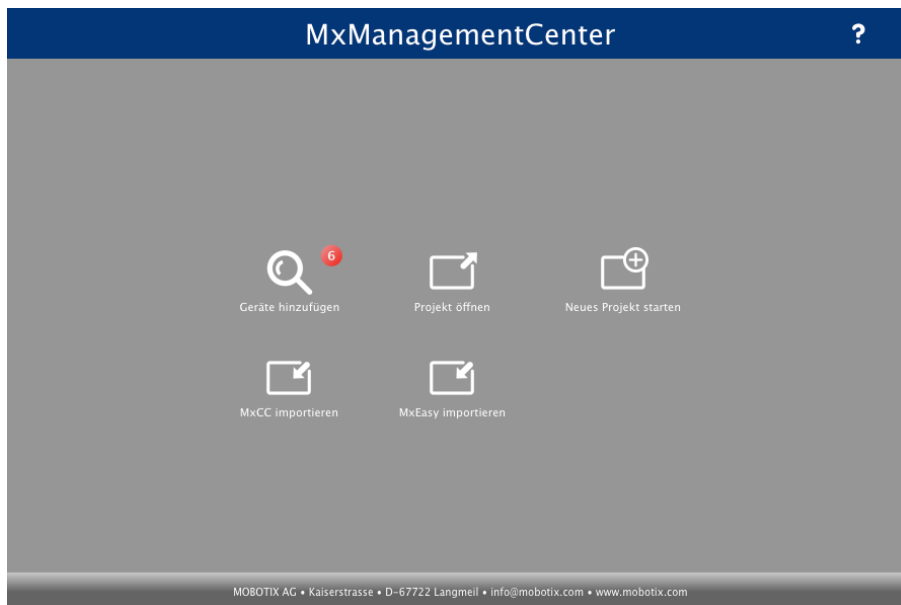 MxManagementCenter ?
6
Geräte hinzufügen Projekt öffnen Neues Projekt starten
MxCC importieren MxEasy importieren
MOBOTIX AG • Kaiserstrasse • D-67722 Langmeil • info@mobotix.com • www.mobotix.com